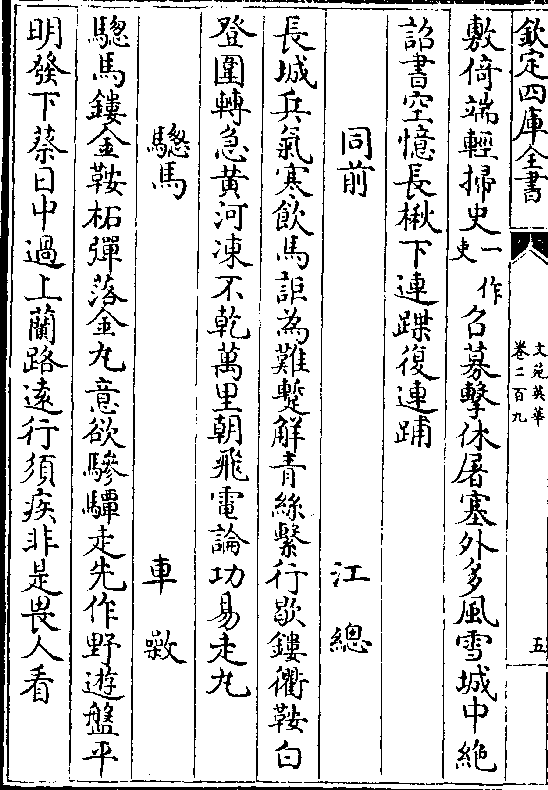 欽定四庫全書
文苑英華
卷二百九
五
敷倚端輕掃史一作吏召募擊休屠塞外多風雪城中絶
詔書空憶長楸下連蹀復連踊
同前
江總
長城兵氣寒飲馬詎為難蹔解青絲繫行歇鏤衢鞍白
登圍轉急黄河凍不乾萬里朝飛電論功易走丸
驄馬
車𣤶
驄馬鏤金鞍柘彈落金丸意欲驂驔走先作野遊盤平
明發下蔡日中過上蘭路遠行須疾非是畏人看